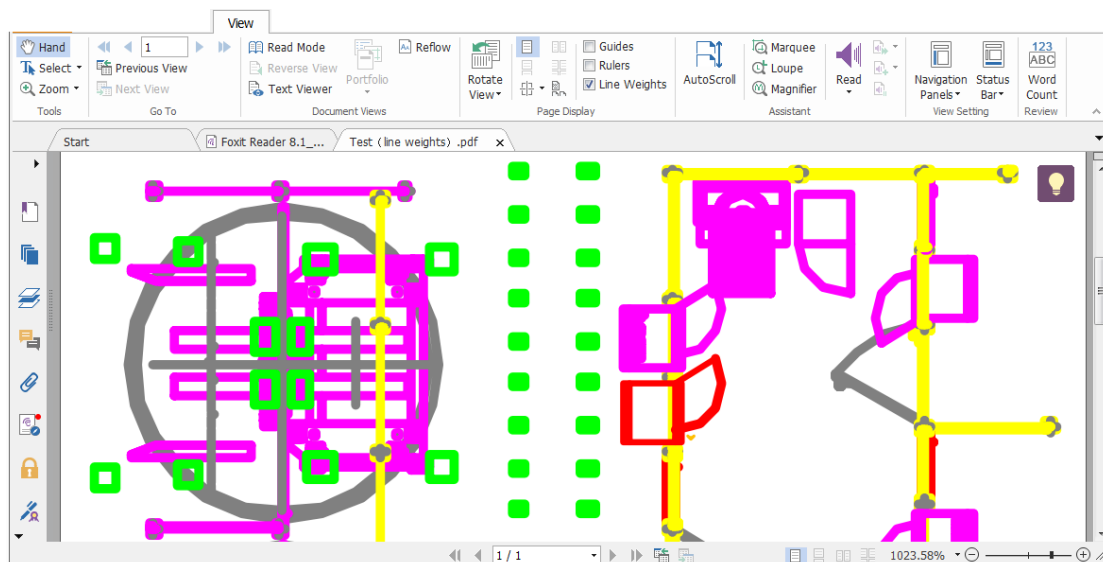 View
Hand
Select
Zoom
Tools
1
Previous View
Next View
Go To
Read Mode
Reverse View
Text Viewer
Portfolio
Reflow
Document Views
Rotate
View
Guides
Rulers
Line Weights
Page Display
AutoScroll
Marquee
Loupe
Magnifier
Read
Assistant
Navigation
Panels
Status
Bar
View Setting
123
ABC
Word
Count
Review
Start
Foxit Reader 8.1_...
Test (line weights) .pdf
1 / 1
1023.58%